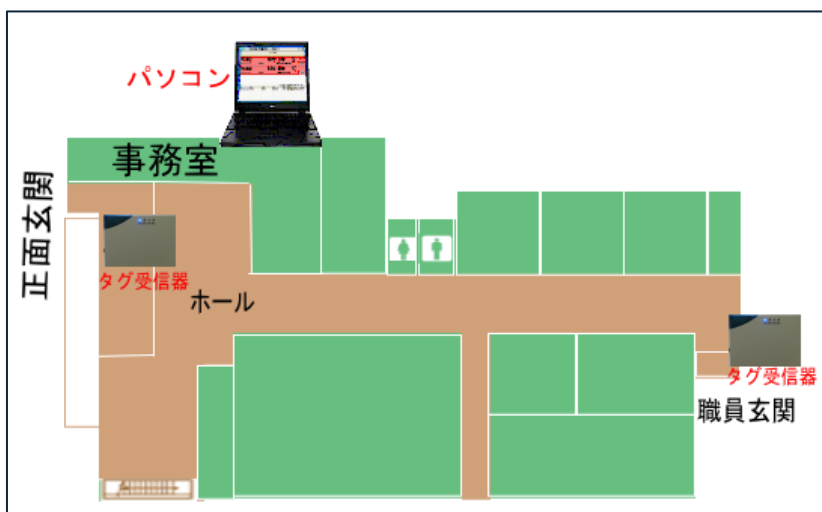 パソコン
事務室
正面玄関
タグ受信器
ホール
タグ受信器
職員玄関